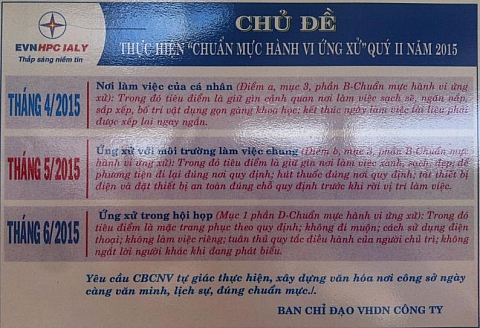 EVNHPC IALY
Thắp sáng niềm tin
CHỦ ĐỀ
THỰC HIỆN "CHUẨN MỰC HÀNH VI ỨNG XỬ" QUÝ II NĂM 2015
THÁNG 4/2015
Nơi làm việc của cá nhân (Điểm a, mục 3, phần B-Chuẩn mực hành vi ứng
xử): Trong đó tiêu điểm là giữ gìn cảnh quan nơi làm việc sạch sẽ, ngăn nắp,
sắp xếp, bố trí vật dụng gọn gàng khoa học; kết thúc ngày làm việc tài liệu phải
được xếp lại ngay ngắn.
THÁNG 5/2015
Ứng xử với môi trường làm việc chung (Điểm b, mục 3, phần B-Chuẩn
mực hành vi ứng xử): Trong đó tiêu điểm là giữ gìn nơi làm việc xanh, sạch, đẹp; để
phương tiện đi lại đúng nơi quy định; hút thuốc đúng nơi quy định; tắt thiết bị
điện và đặt thiết bị an toàn đúng chỗ quy định trước khi rời vị trí làm việc.
THÁNG 6/2015
Ứng xử trong hội họp (Mục 1 phần D-Chuẩn mực hành vi ứng xử): Trong đó
tiêu điểm là mặc trang phục theo quy định; không đi muộn; cách sử dụng điện
thoại; không làm việc riêng; tuân thủ quy tắc điều hành của người chủ trì; không
ngắt lời người khác khi đang phát biểu.
Yêu cầu CBCNV tự giác thực hiện, xây dựng văn hóa nơi công sở ngày
càng văn minh, lịch sự, đúng chuẩn mực./.
BAN CHỈ ĐẠO VHDN CÔNG TY